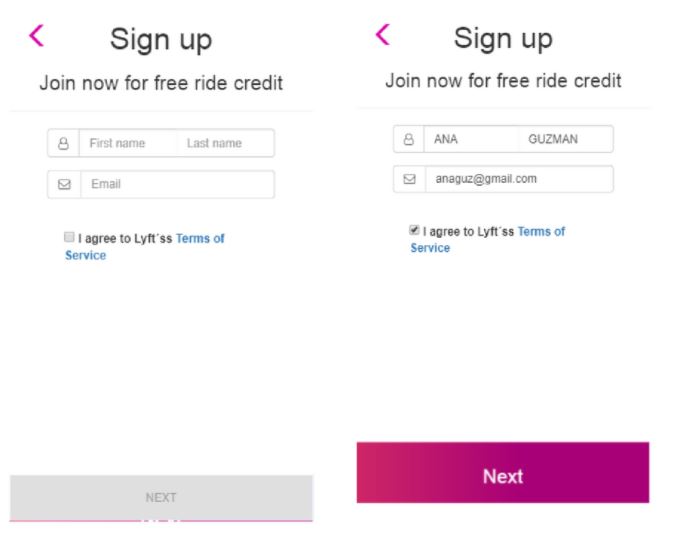 Sign up
Join now for free ride credit
First name Last name
Email
I agree to Lyft´ss Terms of
Service
NEXT
Sign up
Join now for free ride credit
ANA GUZMAN
anaguz@gmail.com
I agree to Lyft´ss Terms of
Service
Next